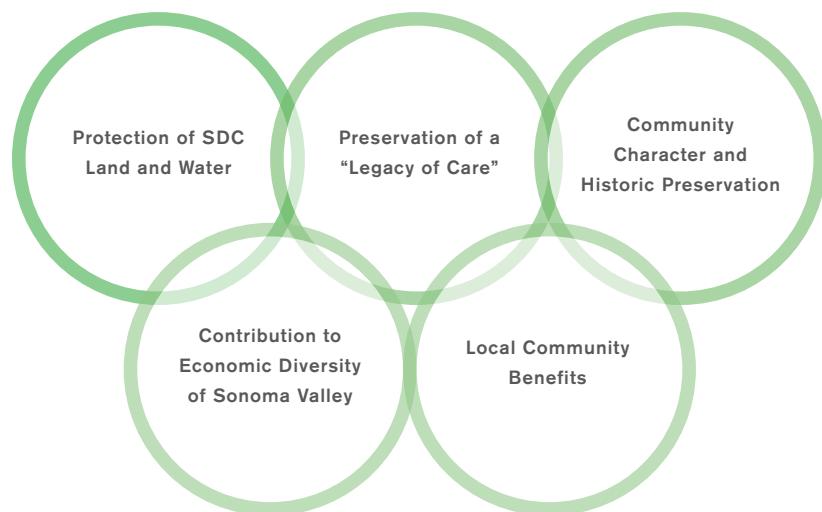 Protection of SDC
Land and Water
Preservation of a
“Legacy of Care”
Community
Character and
Historic Preservation
Contribution to
Economic Diversity
of Sonoma Valley
Local Community
Benefits